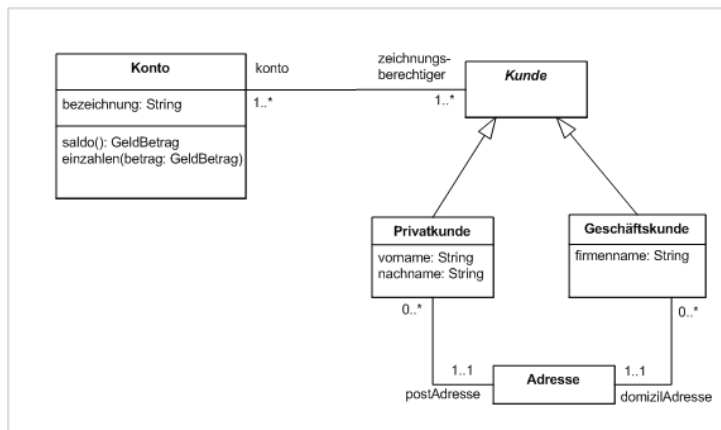 Konto
bezeichnung: String
saldo(): GeldBetrag
einzahlen(betrag: GeldBetrag)
konto
1..*
zeichnungs-
berechtiger
1..*
Kunde
Privatkunde
vorname: String
nachname: String
0..*
Geschäftskunde
firmenname: String
0..*
1..1
postAdresse
Adresse
1..1
domizilAdresse